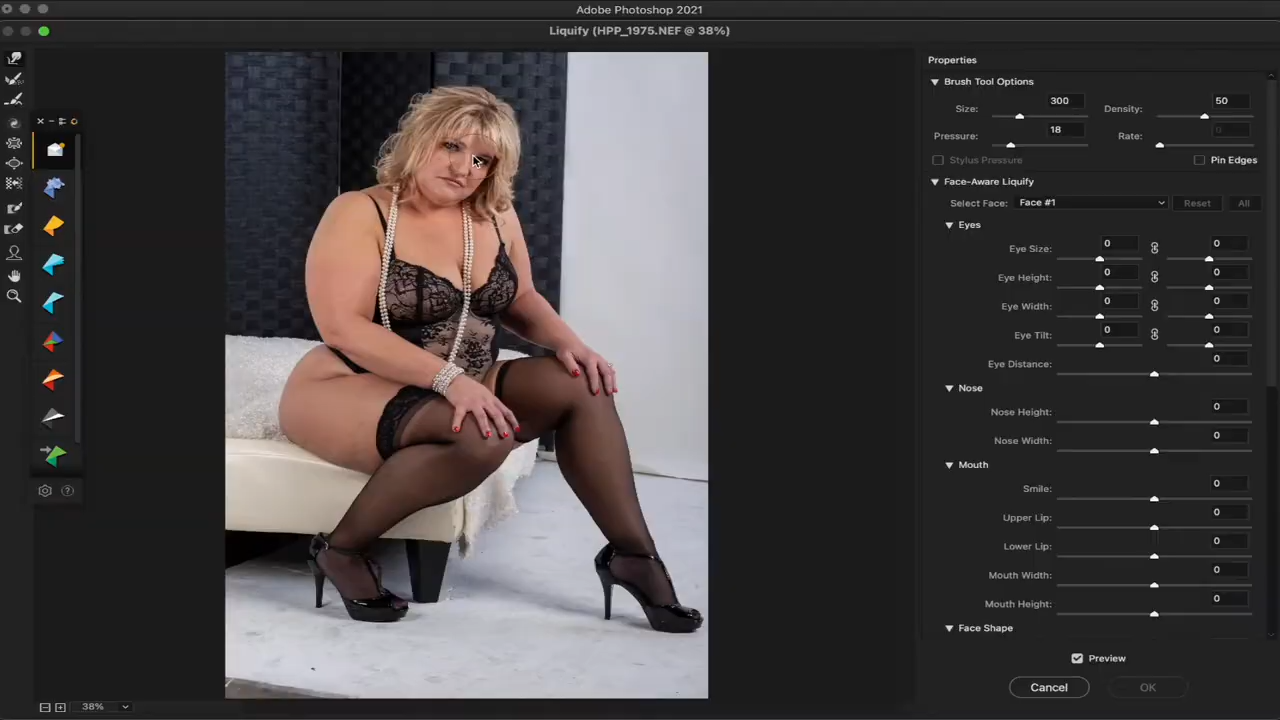 Adobe Photoshop 2021
Liquify (HPP_1975.NEF @ 38%)
Properties
Brush Tool Options
Size: 300 Density: 50
Pressure: 18 Rate: 0
Stylus Pressure Pin Edges
Face-Aware Liquify
Select Face: Face #1 Reset All
Eyes
Eye Size: 0 0
Eye Height: 0 0
Eye Width: 0 0
Eye Tilt: 0 0
Eye Distance: 0
Nose
Nose Height: 0
Nose Width: 0
Mouth
Smile: 0
Upper Lip: 0
Lower Lip: 0
Mouth Width: 0
Mouth Height: 0
Face Shape
Preview
Cancel OK
38%